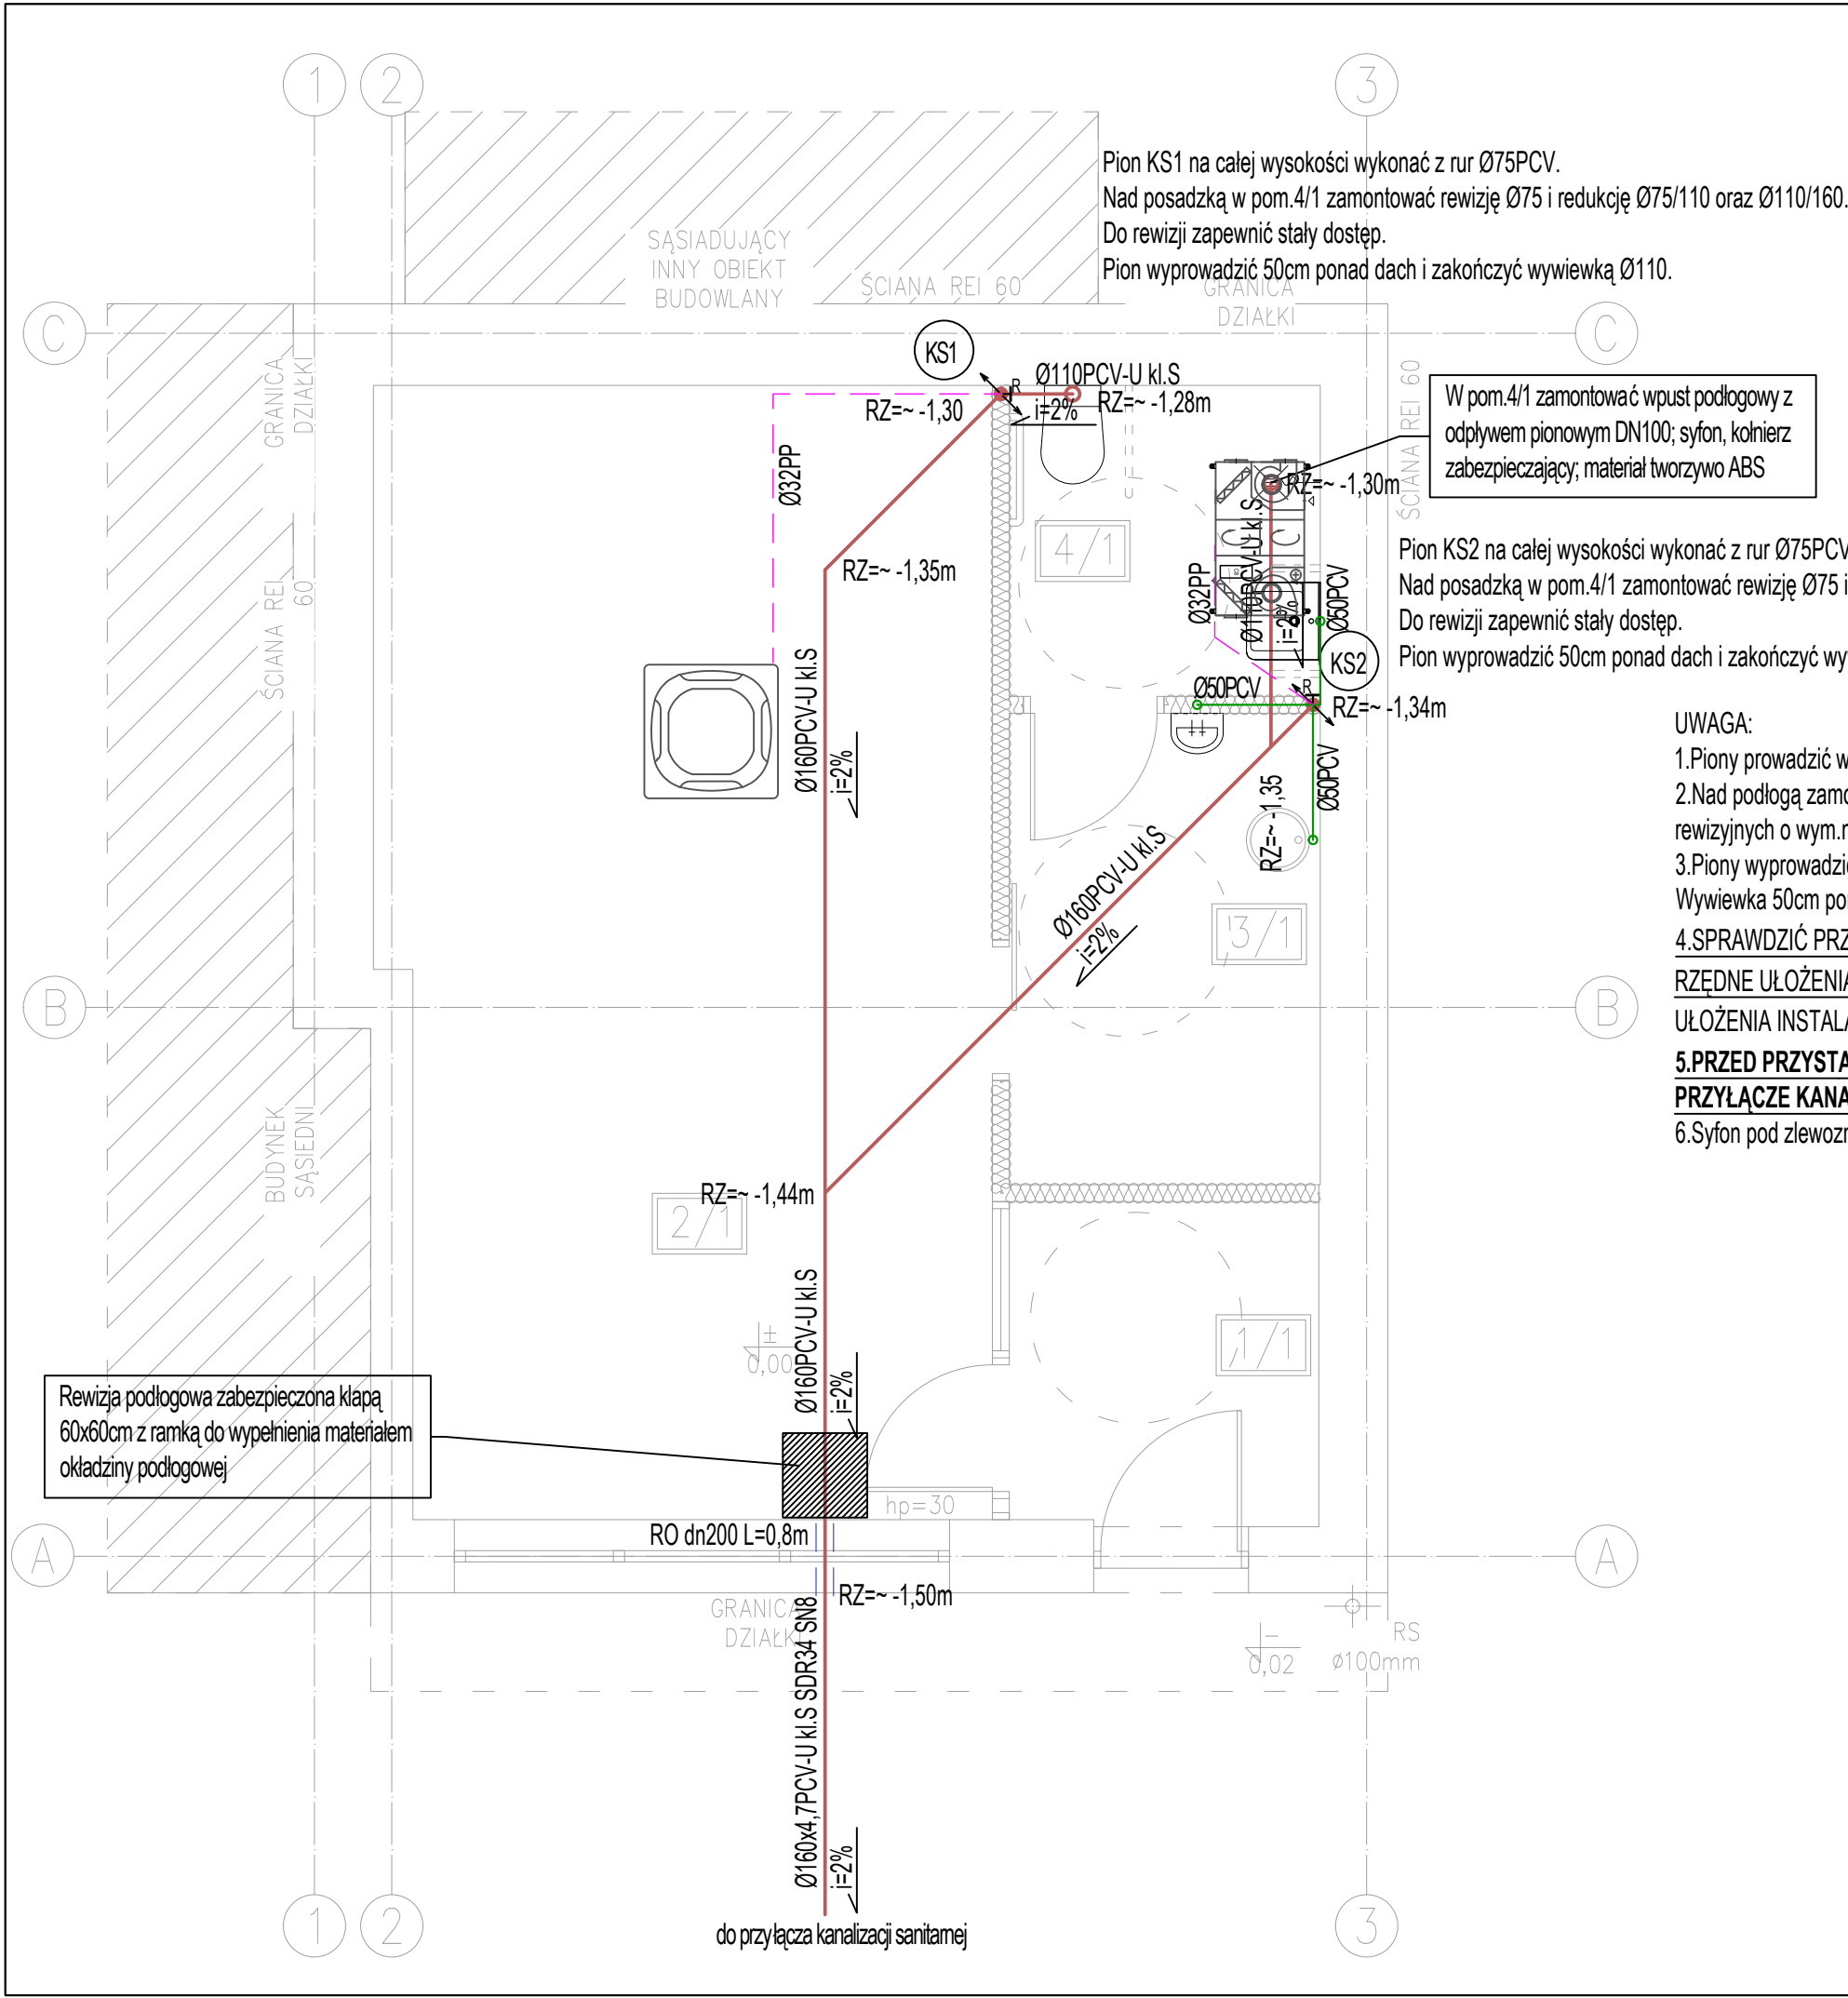 1
2
3
Pion KS1 na całej wysokości wykonać z rur Ø75PCV.
Nad posadzką w pom.4/1 zamontować rewizję Ø75 i redukcję Ø75/110 oraz Ø110/160.
Do rewizji zapewnić stały dostęp.
Pion wyprowadzić 50cm ponad dach i zakończyć wywiewką Ø110.
SĄSIADUJĄCY
INNY OBIEKT
BUDOWLANY
ŚCIANA REI 60
GRANICA
DZIAŁKI
C
C
GRANICA
DZIAŁKI
KS1
R
Ø110PCV-U kl.S
RZ=~ -1,30
i=2%
RZ=~ -1,28m
ŚCIANA REI 60
W pom.4/1 zamontować wpust podłogowy z
odpływem pionowym DN100; syfon, kołnierz
zabezpieczający; materiał tworzywo ABS
Ø32PP
RZ=~ -1,30m
4/1
Ø110PCV-U kl.S
i=2%
RZ=~ -1,35m
Pion KS2 na całej wysokości wykonać z rur Ø75PCV
Nad posadzką w pom.4/1 zamontować rewizję Ø75 i
Do rewizji zapewnić stały dostęp.
Pion wyprowadzić 50cm ponad dach i zakończyć wy
Ø32PP
Ø50PCV
ŚCIANA REI
60
KS2
R
Ø50PCV
RZ=~ -1,34m
Ø160PCV-U kl.S
i=2%
Ø50PCV
RZ=~ -1,35
UWAGA:
1.Piony prowadzić w
2.Nad podłogą zamo
rewizyjnych o wym.m
3.Piony wyprowadzi
Wywiewka 50cm po
4.SPRAWDZIĆ PRZ
RZĘDNE UŁOŻENIA
UŁOŻENIA INSTALA
5.PRZED PRZYSTA
PRZYŁĄCZE KANA
6.Syfon pod zlewoz
Ø160PCV-U kl.S
i=2%
3/1
B
B
BUDYNEK
SĄSIEDNI
RZ=~ -1,44m
2/1
Ø160PCV-U kl.S
i=2%
±
0,00
1/1
Rewizja podłogowa zabezpieczona klapą
60x60cm z ramką do wypełnienia materiałem
okładziny podłogowej
hp=30
RO dn200 L=0,8m
A
A
RZ=~ -1,50m
GRANICA
DZIAŁKI
Ø160x4,7PCV-U kl.S SDR34 SN8
i=2%
-
0,02
RS
ø100mm
do przyłącza kanalizacji sanitarnej
1
2
3